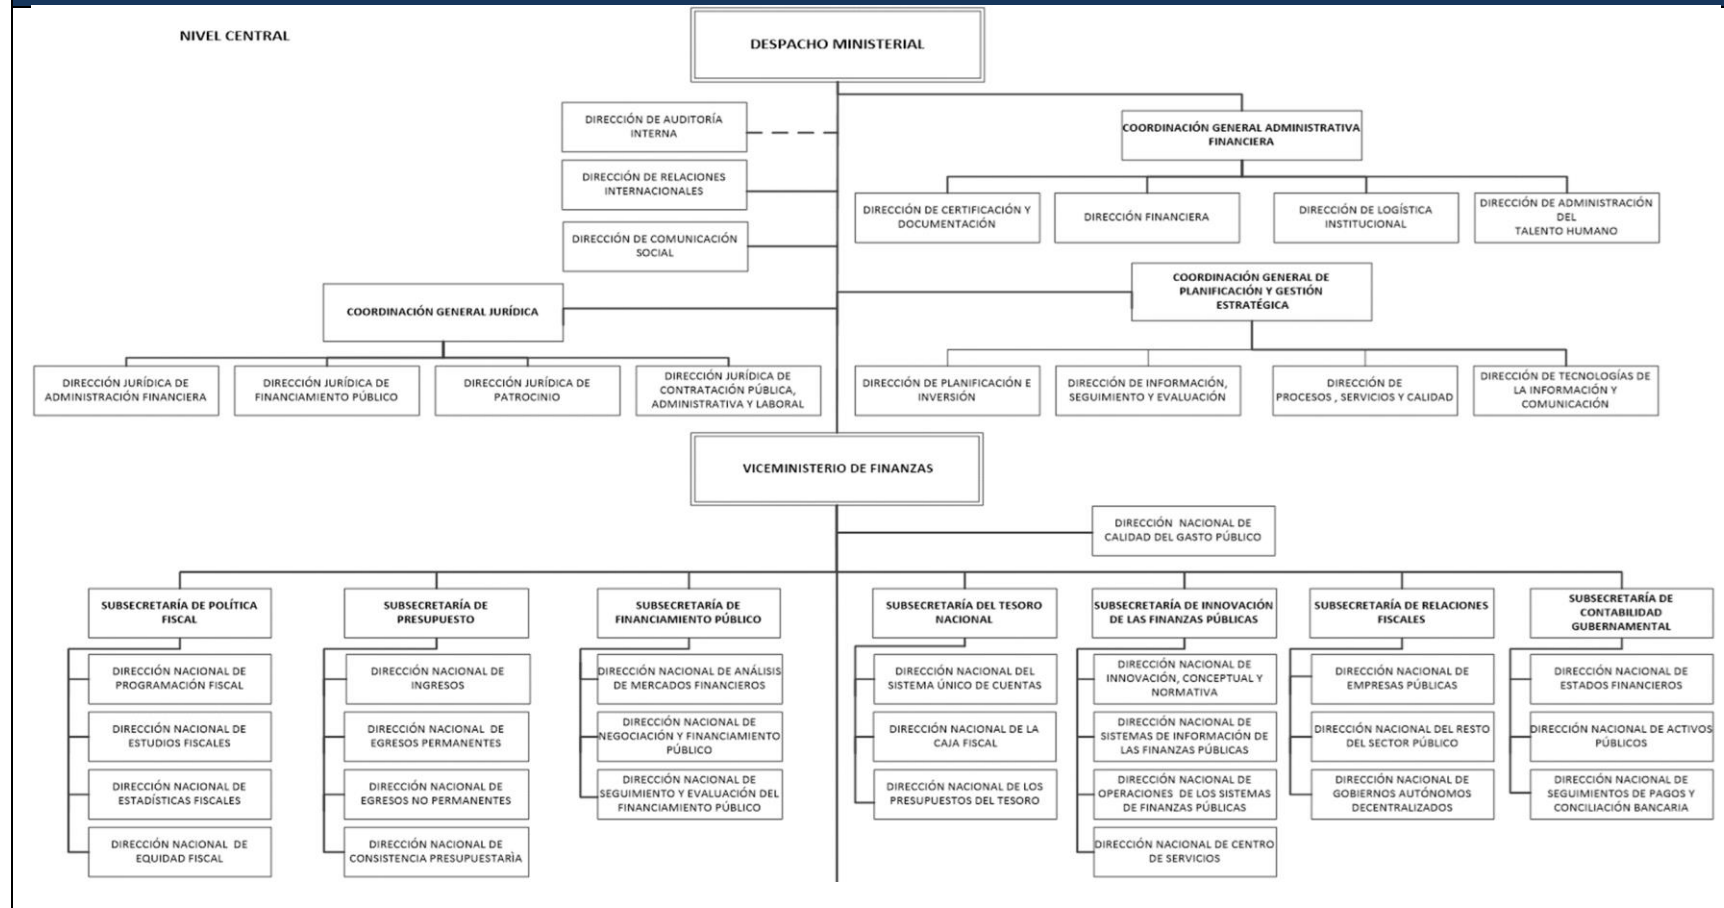 NIVEL CENTRAL
DESPACHO MINISTERIAL
DIRECCIÓN DE AUDITORÍA
INTERNA
COORDINACIÓN GENERAL ADMINISTRATIVA
FINANCIERA
DIRECCIÓN DE RELACIONES
INTERNACIONALES
DIRECCIÓN DE CERTIFICACIÓN Y
DOCUMENTACIÓN
DIRECCIÓN FINANCIERA
DIRECCIÓN DE LOGÍSTICA
INSTITUCIONAL
DIRECCIÓN DE ADMINISTRACIÓN
DEL
TALENTO HUMANO
DIRECCIÓN DE COMUNICACIÓN
SOCIAL
COORDINACIÓN GENERAL DE
PLANIFICACIÓN Y GESTIÓN
ESTRATÉGICA
COORDINACIÓN GENERAL JURÍDICA
DIRECCIÓN JURÍDICA DE
ADMINISTRACIÓN FINANCIERA
DIRECCIÓN JURÍDICA DE
FINANCIAMIENTO PÚBLICO
DIRECCIÓN JURÍDICA DE
PATROCINIO
DIRECCIÓN JURÍDICA DE
CONTRATACIÓN PÚBLICA,
ADMINISTRATIVA Y LABORAL
DIRECCIÓN DE PLANIFICACIÓN E
INVERSIÓN
DIRECCIÓN DE INFORMACIÓN,
SEGUIMIENTO Y EVALUACIÓN
DIRECCIÓN DE
PROCESOS , SERVICIOS Y CALIDAD
DIRECCIÓN DE TECNOLOGÍAS DE
LA INFORMACIÓN Y
COMUNICACIÓN
VICEMINISTERIO DE FINANZAS
DIRECCIÓN NACIONAL DE
CALIDAD DEL GASTO PÚBLICO
SUBSECRETARÍA DE POLÍTICA
FISCAL
DIRECCIÓN NACIONAL DE
PROGRAMACIÓN FISCAL
DIRECCIÓN NACIONAL DE
ESTUDIOS FISCALES
DIRECCIÓN NACIONAL DE
ESTADÍSTICAS FISCALES
DIRECCIÓN NACIONAL DE
EQUIDAD FISCAL
SUBSECRETARÍA DE
PRESUPUESTO
DIRECCIÓN NACIONAL DE
INGRESOS
DIRECCIÓN NACIONAL DE
EGRESOS PERMANENTES
DIRECCIÓN NACIONAL DE
EGRESOS NO PERMANENTES
DIRECCIÓN NACIONAL DE
CONSISTENCIA PRESUPUESTARÌA
SUBSECRETARÍA DE
FINANCIAMIENTO PÚBLICO
DIRECCIÓN NACIONAL DE ANÁLISIS
DE MERCADOS FINANCIEROS
DIRECCIÓN NACIONAL DE
NEGOCIACIÓN Y FINANCIAMIENTO
PÚBLICO
DIRECCIÓN NACIONAL DE
SEGUIMIENTO Y EVALUACIÓN DEL
FINANCIAMIENTO PÚBLICO
SUBSECRETARÍA DEL TESORO
NACIONAL
DIRECCIÓN NACIONAL DEL
SISTEMA ÚNICO DE CUENTAS
DIRECCIÓN NACIONAL DE LA
CAJA FISCAL
DIRECCIÓN NACIONAL DE LOS
PRESUPUESTOS DEL TESORO
SUBSECRETARÍA DE INNOVACIÓN
DE LAS FINANZAS PÚBLICAS
DIRECCIÓN NACIONAL DE
INNOVACIÓN, CONCEPTUAL Y
NORMATIVA
DIRECCIÓN NACIONAL DE
SISTEMAS DE INFORMACIÓN DE
LAS FINANZAS PÚBLICAS
DIRECCIÓN NACIONAL DE
OPERACIONES DE LOS SISTEMAS
DE FINANZAS PÚBLICAS
DIRECCIÓN NACIONAL DE CENTRO
DE SERVICIOS
SUBSECRETARÍA DE RELACIONES
FISCALES
DIRECCIÓN NACIONAL DE
EMPRESAS PÚBLICAS
DIRECCIÓN NACIONAL DEL RESTO
DEL SECTOR PÚBLICO
DIRECCIÓN NACIONAL DE
GOBIERNOS AUTÓNOMOS
DECENTRALIZADOS
SUBSECRETARÍA DE
CONTABILIDAD
GUBERNAMENTAL
DIRECCIÓN NACIONAL DE
ESTADOS FINANCIEROS
DIRECCIÓN NACIONAL DE ACTIVOS
PÚBLICOS
DIRECCIÓN NACIONAL DE
SEGUIMIENTOS DE PAGOS Y
CONCILIACIÓN BANCARIA